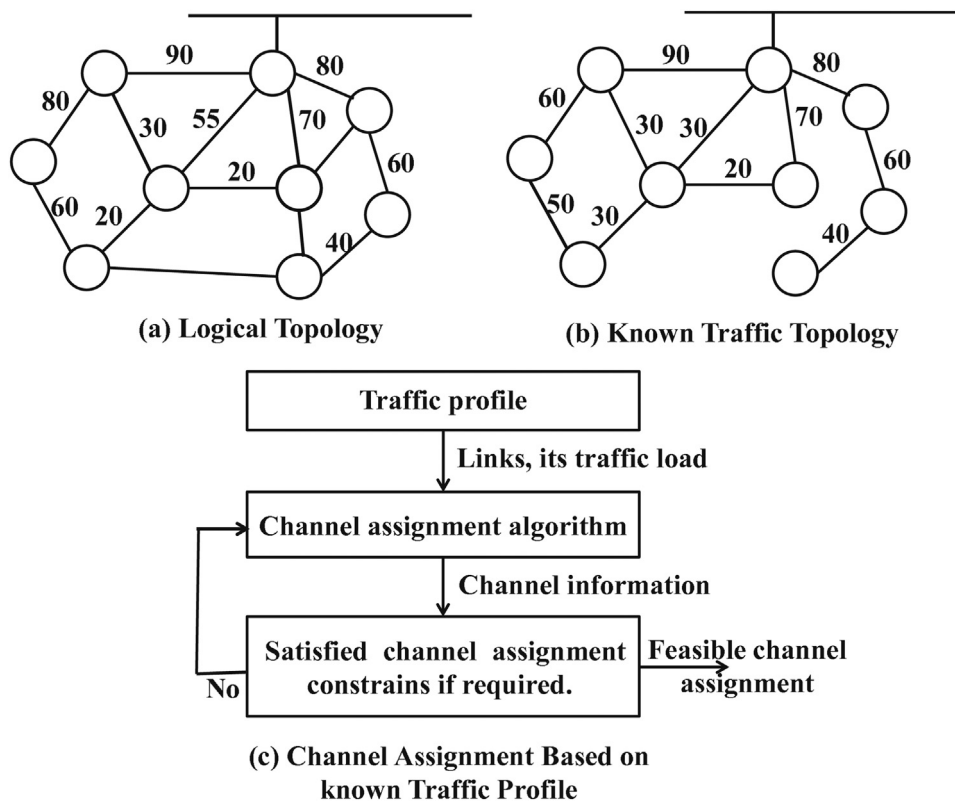 90
80
80
30
55
70
20
60
60
20
40
(a) Logical Topology
90
80
60
30
30
70
20
60
50
30
40
(b) Known Traffic Topology
Traffic profile
Links, its traffic load
Channel assignment algorithm
Channel information
Satisfied channel assignment
constrains if required.
No
Feasible channel
assignment
(c) Channel Assignment Based on
known Traffic Profile